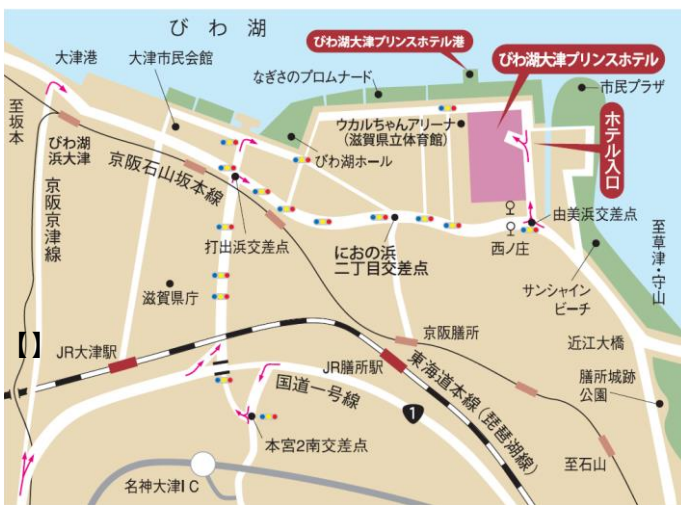 びわ湖
大津港
大津市民会館
なぎさのプロムナード
びわ湖大津プリンスホテル港
びわ湖大津プリンスホテル
市民プラザ
至坂本
びわ湖
浜大津
ウカルちゃんアリーナ
(滋賀県立体育館)
ホテル入口
びわ湖ホール
京阪石山坂本線
京阪京津線
打出浜交差点
におの浜
二丁目交差点
西ノ庄
由美浜交差点
至草津・守山
サンシャイン
ビーチ
滋賀県庁
【】
JR大津駅
京阪膳所
近江大橋
JR膳所駅
東海道本線(琵琶湖線)
膳所城跡
公園
国道一号線
1
本宮2南交差点
至石山
名神大津IC